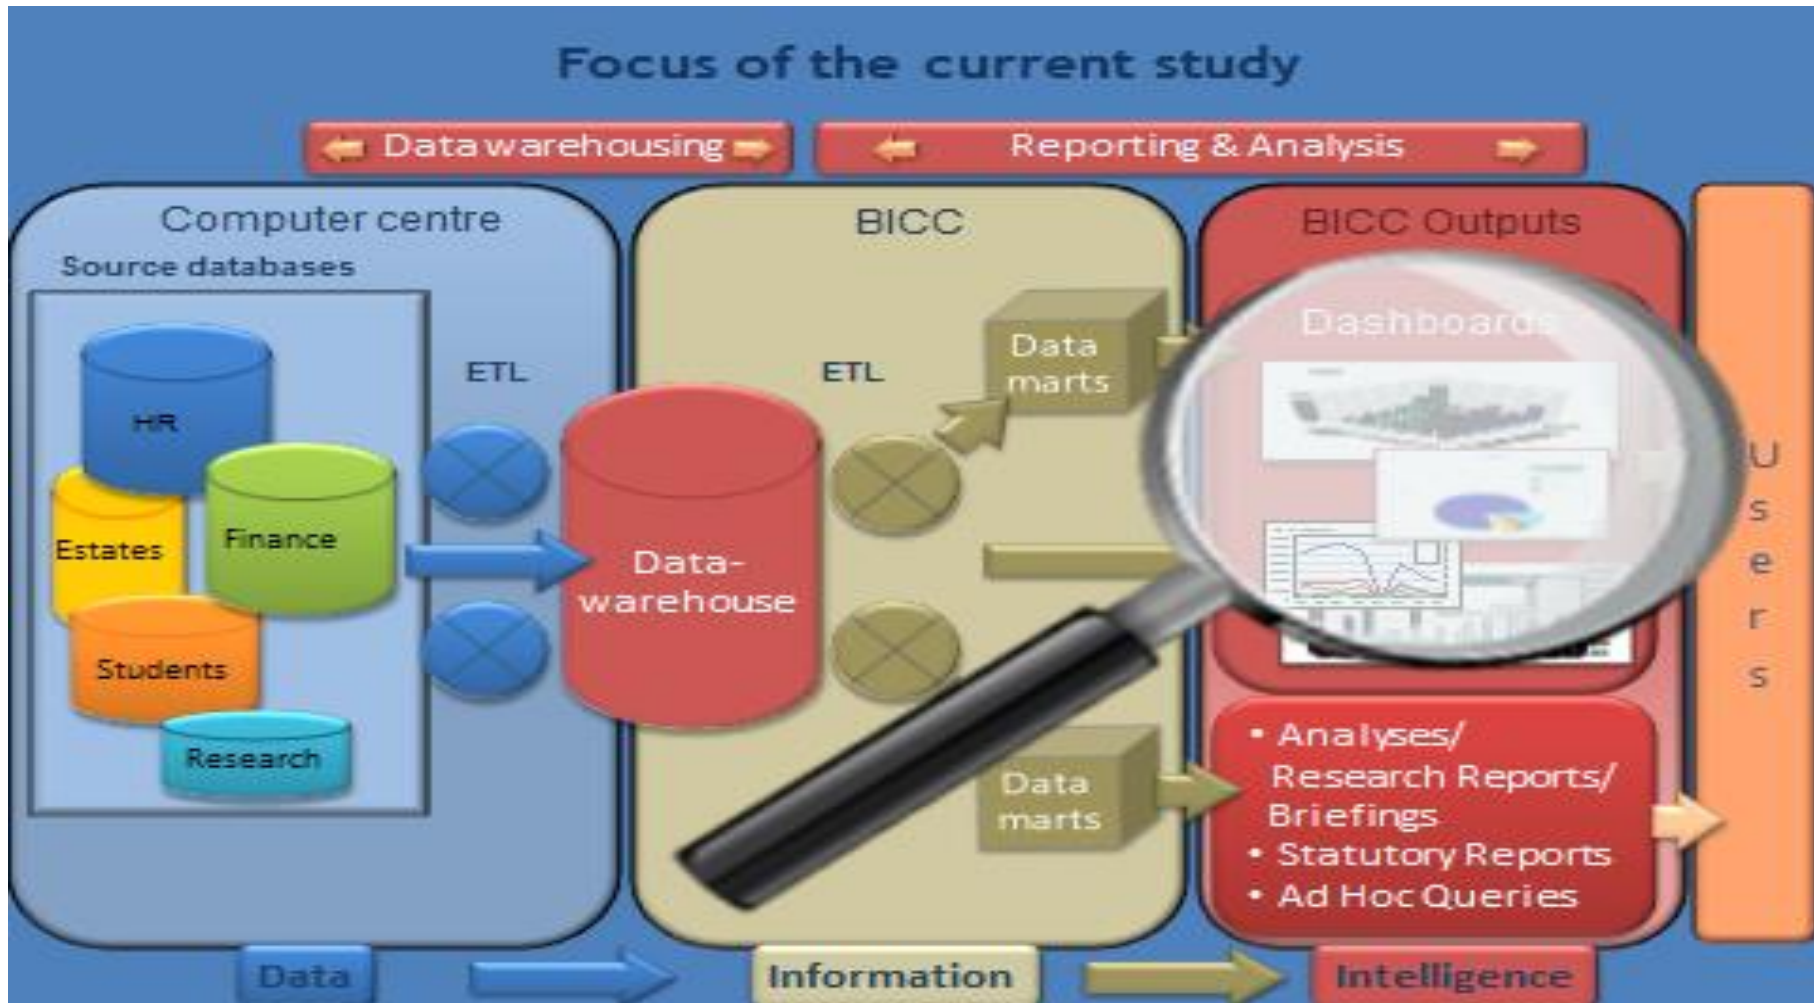 Focus of the current study
Data warehousing
Reporting & Analysis
Computer centre
Source databases
HR
Estates
Finance
Students
Research
ETL
Data-
warehouse
BICC
ETL
Data
marts
Data
marts
BICC Outputs
Dashboards
• Analyses/
Research Reports/
Briefings
• Statutory Reports
• Ad Hoc Queries
Users
Data
Information
Intelligence